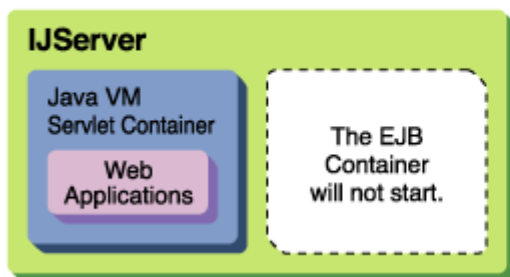 IJServer
Java VM
Servlet Container
Web
Applications
The EJB
Container
will not start.